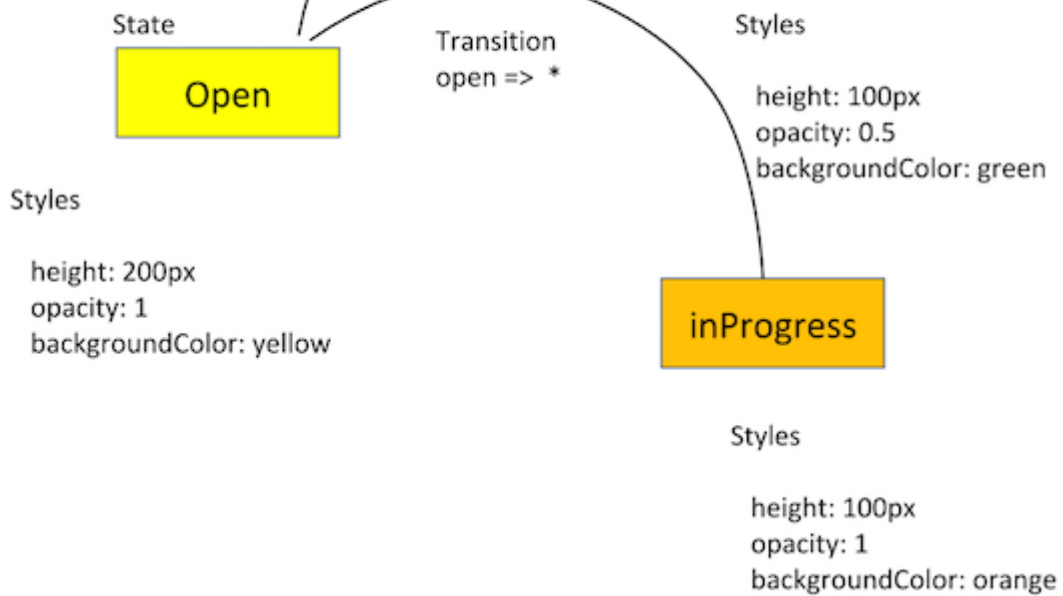 State
Open
Transition
open => *
Styles
height: 100px
opacity: 0.5
backgroundColor: green
Styles
height: 200px
opacity: 1
backgroundColor: yellow
inProgress
Styles
height: 100px
opacity: 1
backgroundColor: orange